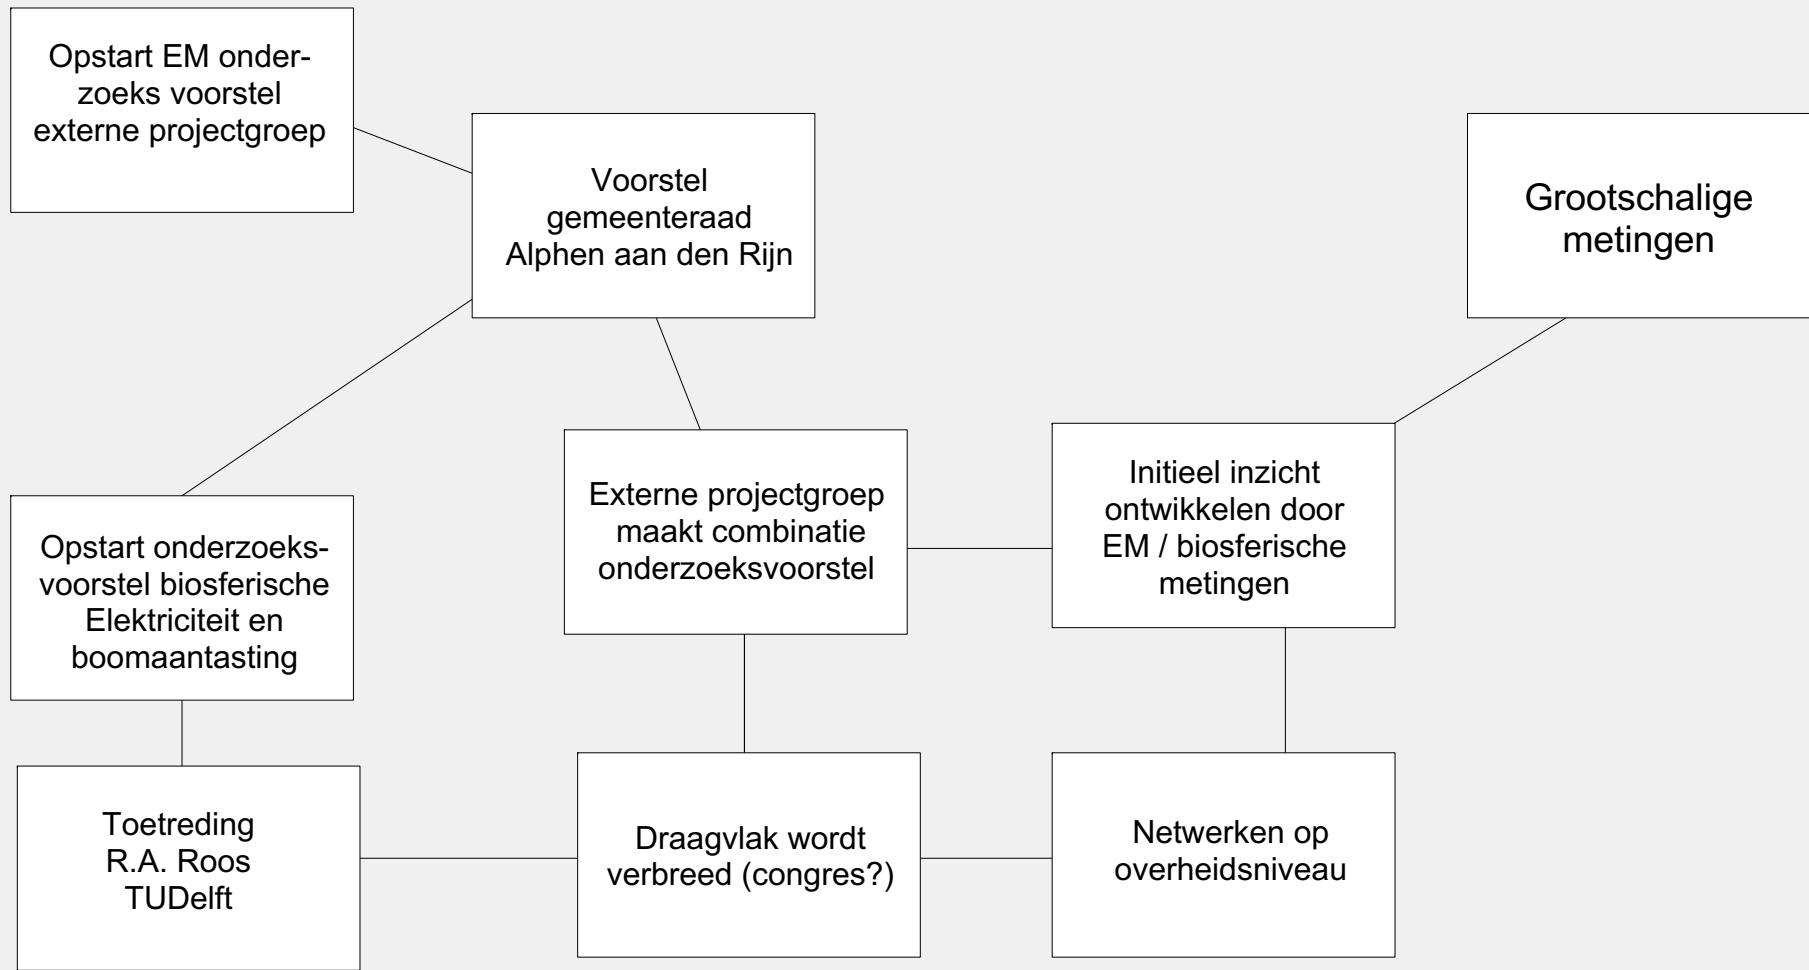 Opstart EM onder-
zoeks voorstel
externe projectgroep
Voorstel
gemeenteraad
Alphen aan den Rijn
Grootschalige
metingen
Opstart onderzoeks-
voorstel biosferische
Elektriciteit en
boomaantasting
Externe projectgroep
maakt combinatie
onderzoeksvoorstel
Initieel inzicht
ontwikkelen door
EM / biosferische
metingen
Toetreding
R.A. Roos
TUDelft
Draagvlak wordt
verbreed (congres?)
Netwerken op
overheidsniveau